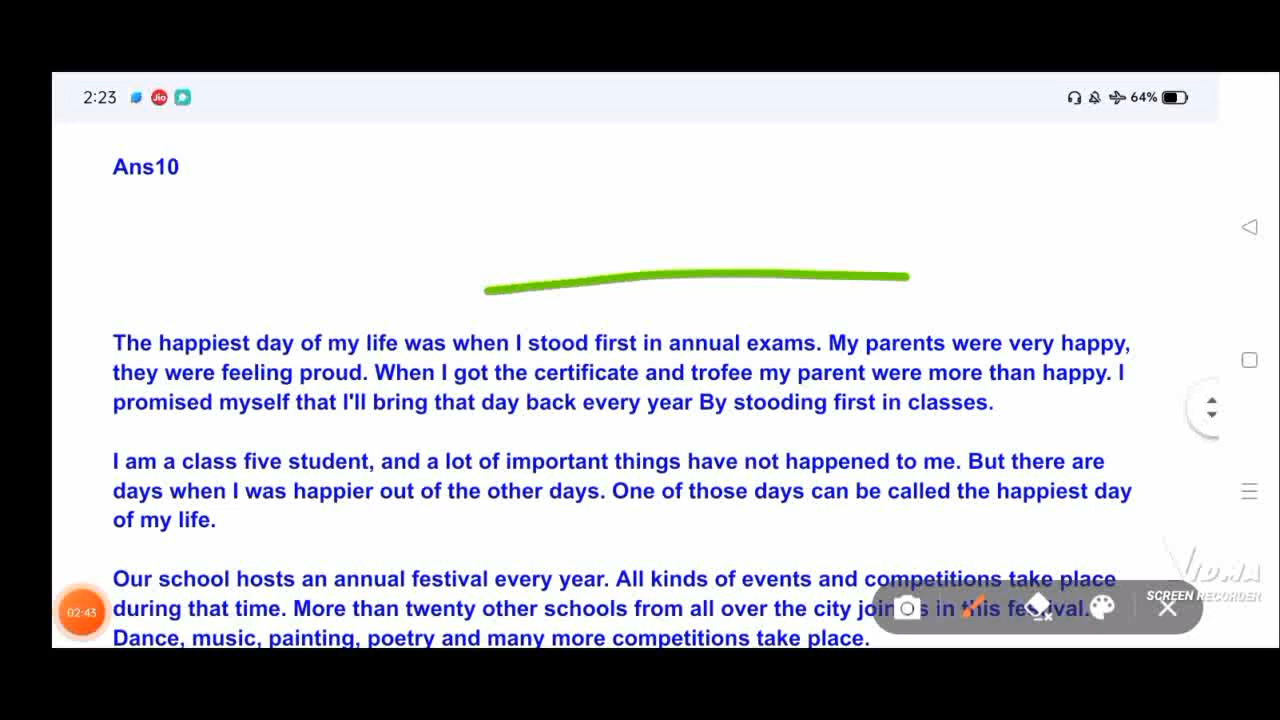 2:23 Jio 64%
Ans10
The happiest day of my life was when I stood first in annual exams. My parents were very happy,
they were feeling proud. When I got the certificate and trofee my parent were more than happy. I
promised myself that I'll bring that day back every year By stooding first in classes.
I am a class five student, and a lot of important things have not happened to me. But there are
days when I was happier out of the other days. One of those days can be called the happiest day
of my life.
Our school hosts an annual festival every year. All kinds of events and competitions take place
during that time. More than twenty other schools from all over the city join in this festival.
Dance, music, painting, poetry and many more competitions take place.
02:43
VIDMA
SCREEN RECORDER